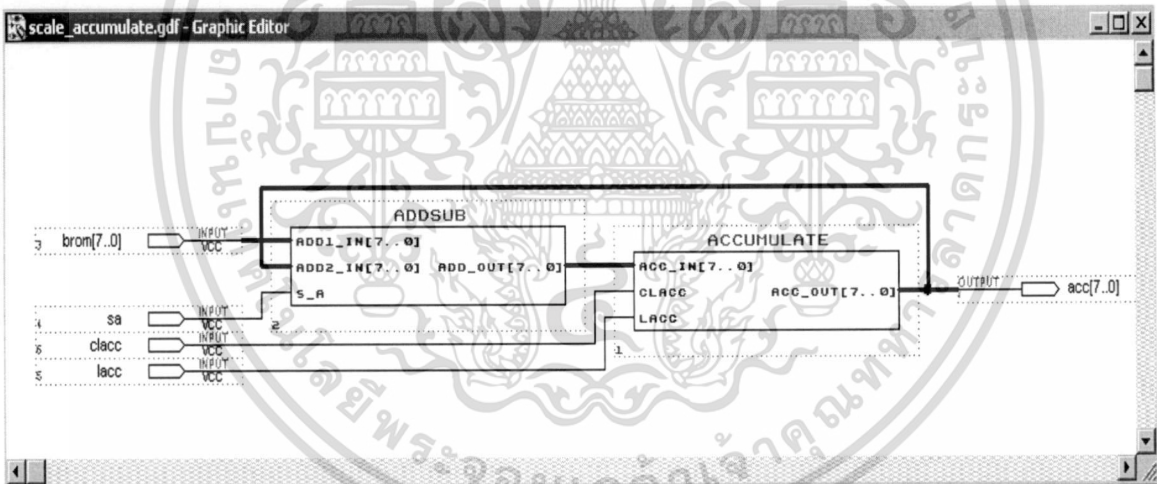 scale_accumulate.gdf - Graphic Editor
ADDSUB
ADD1_IN[7..0]
ADD2_IN[7..0] ADD_OUT[7..0]
S_A
2
ACCUMULATE
ACC_IN[7..0]
CLACC ACC_OUT[7..0]
LACC
1
3 brom[7..0] INPUT VCC
4 sa INPUT VCC
6 clacc INPUT VCC
5 lacc INPUT VCC
OUTPUT acc[7..0]